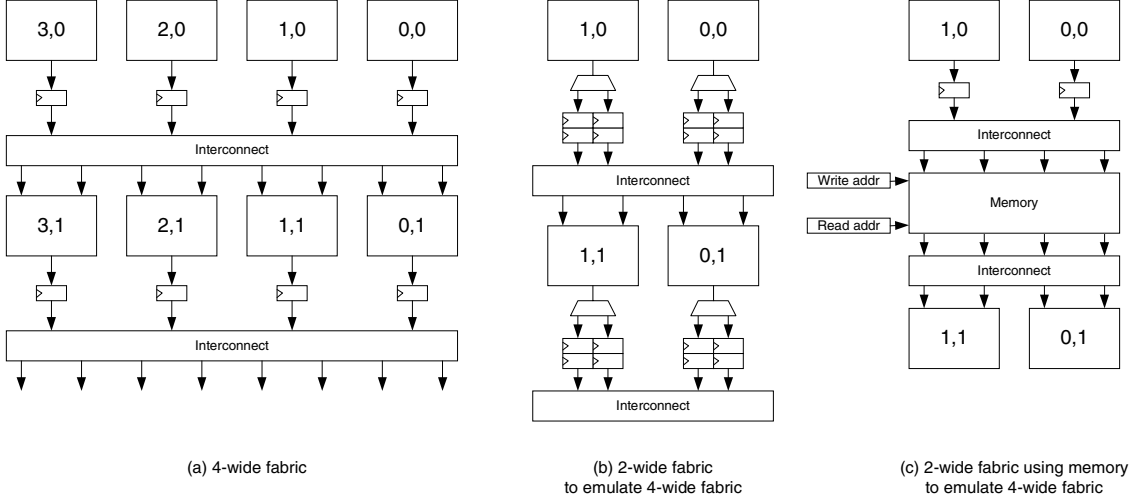 3,0 2,0 1,0 0,0
Interconnect
3,1 2,1 1,1 0,1
Interconnect
(a) 4-wide fabric
1,0 0,0
Interconnect
1,1 0,1
Interconnect
(b) 2-wide fabric
to emulate 4-wide fabric
1,0 0,0
Interconnect
Write addr
Memory
Read addr
Interconnect
1,1 0,1
(c) 2-wide fabric using memory
to emulate 4-wide fabric